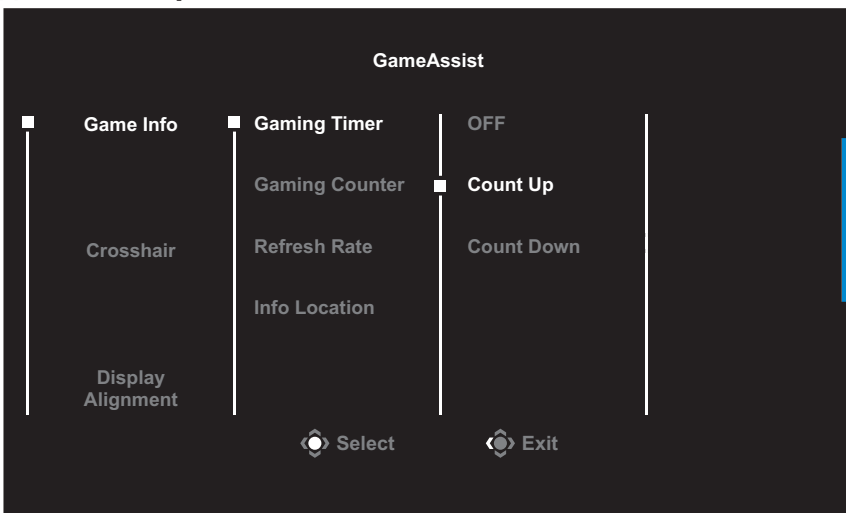 GameAssist
Game Info
Crosshair
Display
Alignment
Gaming Timer
Gaming Counter
Refresh Rate
Info Location
OFF
Count Up
Count Down
Select
Exit